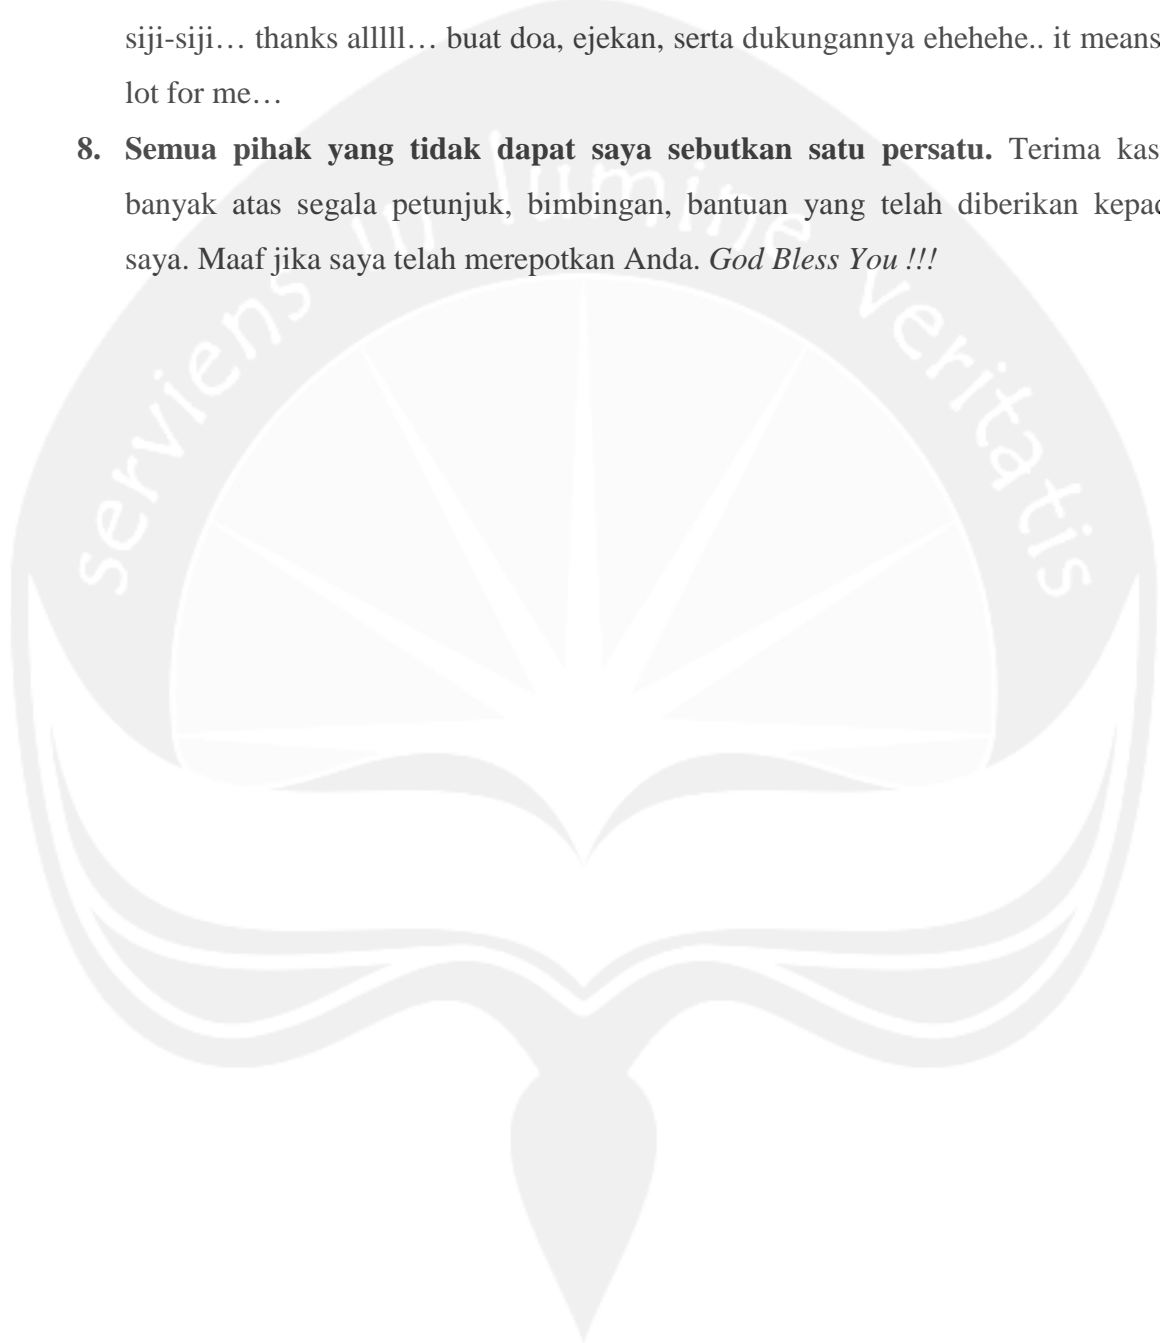 siji-siji… thanks alllll… buat doa, ejekan, serta dukungannya ehehehe.. it means
lot for me…
8. Semua pihak yang tidak dapat saya sebutkan satu persatu. Terima kas
banyak atas segala petunjuk, bimbingan, bantuan yang telah diberikan kepad
saya. Maaf jika saya telah merepotkan Anda. God Bless You !!!
serviens in lumine veritatis